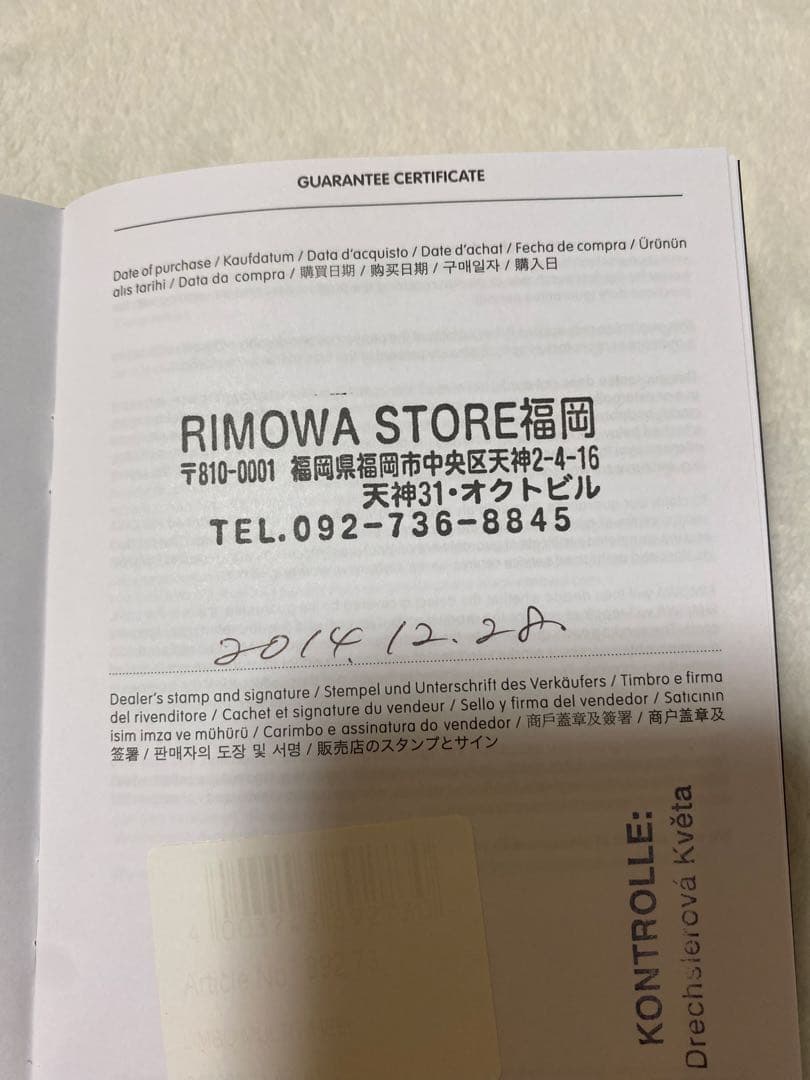 GUARANTEE CERTIFICATE
Date of purchase / Kaufdatum / Data d'acquisto / Date d'achat / Fecha de compra / Ürünün
alıs tarihi / Data da compra / 購買日期 / 购买日期 / 구매일자 / 購入日
RIMOWA STORE福岡
〒810-0001 福岡県福岡市中央区天神2-4-16
天神31・オクトビル
TEL.092-736-8845
2014.12.28.
Dealer's stamp and signature / Stempel und Unterschrift des Verkäufers / Timbro e firma
del rivenditore / Cachet et signature du vendeur / Sello y firma del vendedor / Satıcının
isim imza ve mühürü / Carimbo e assinatura do vendedor / 商戶蓋章及簽署 / 商户盖章及
签署 / 판매자의 도장 및 서명 / 販売店のスタンプとサイン
KONTROLLE:
Drechslerová Květa
Article No